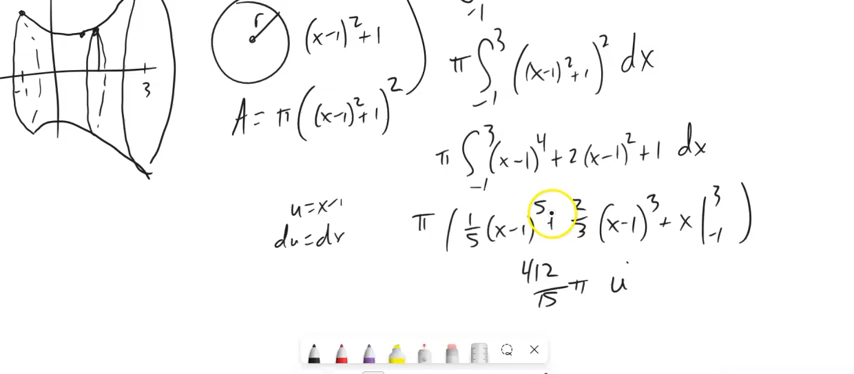 r
(x-1)²+1
-1
3
A = π((x-1)²+1)²
-1
π∫₋₁³ ((x-1)²+1)² dx
π∫₋₁³ (x-1)⁴+2(x-1)²+1 dx
u=x-1
du=dx
π(⅕(x-1)⁵+⅔(x-1)³+x|₋₁³)
412/15 π u